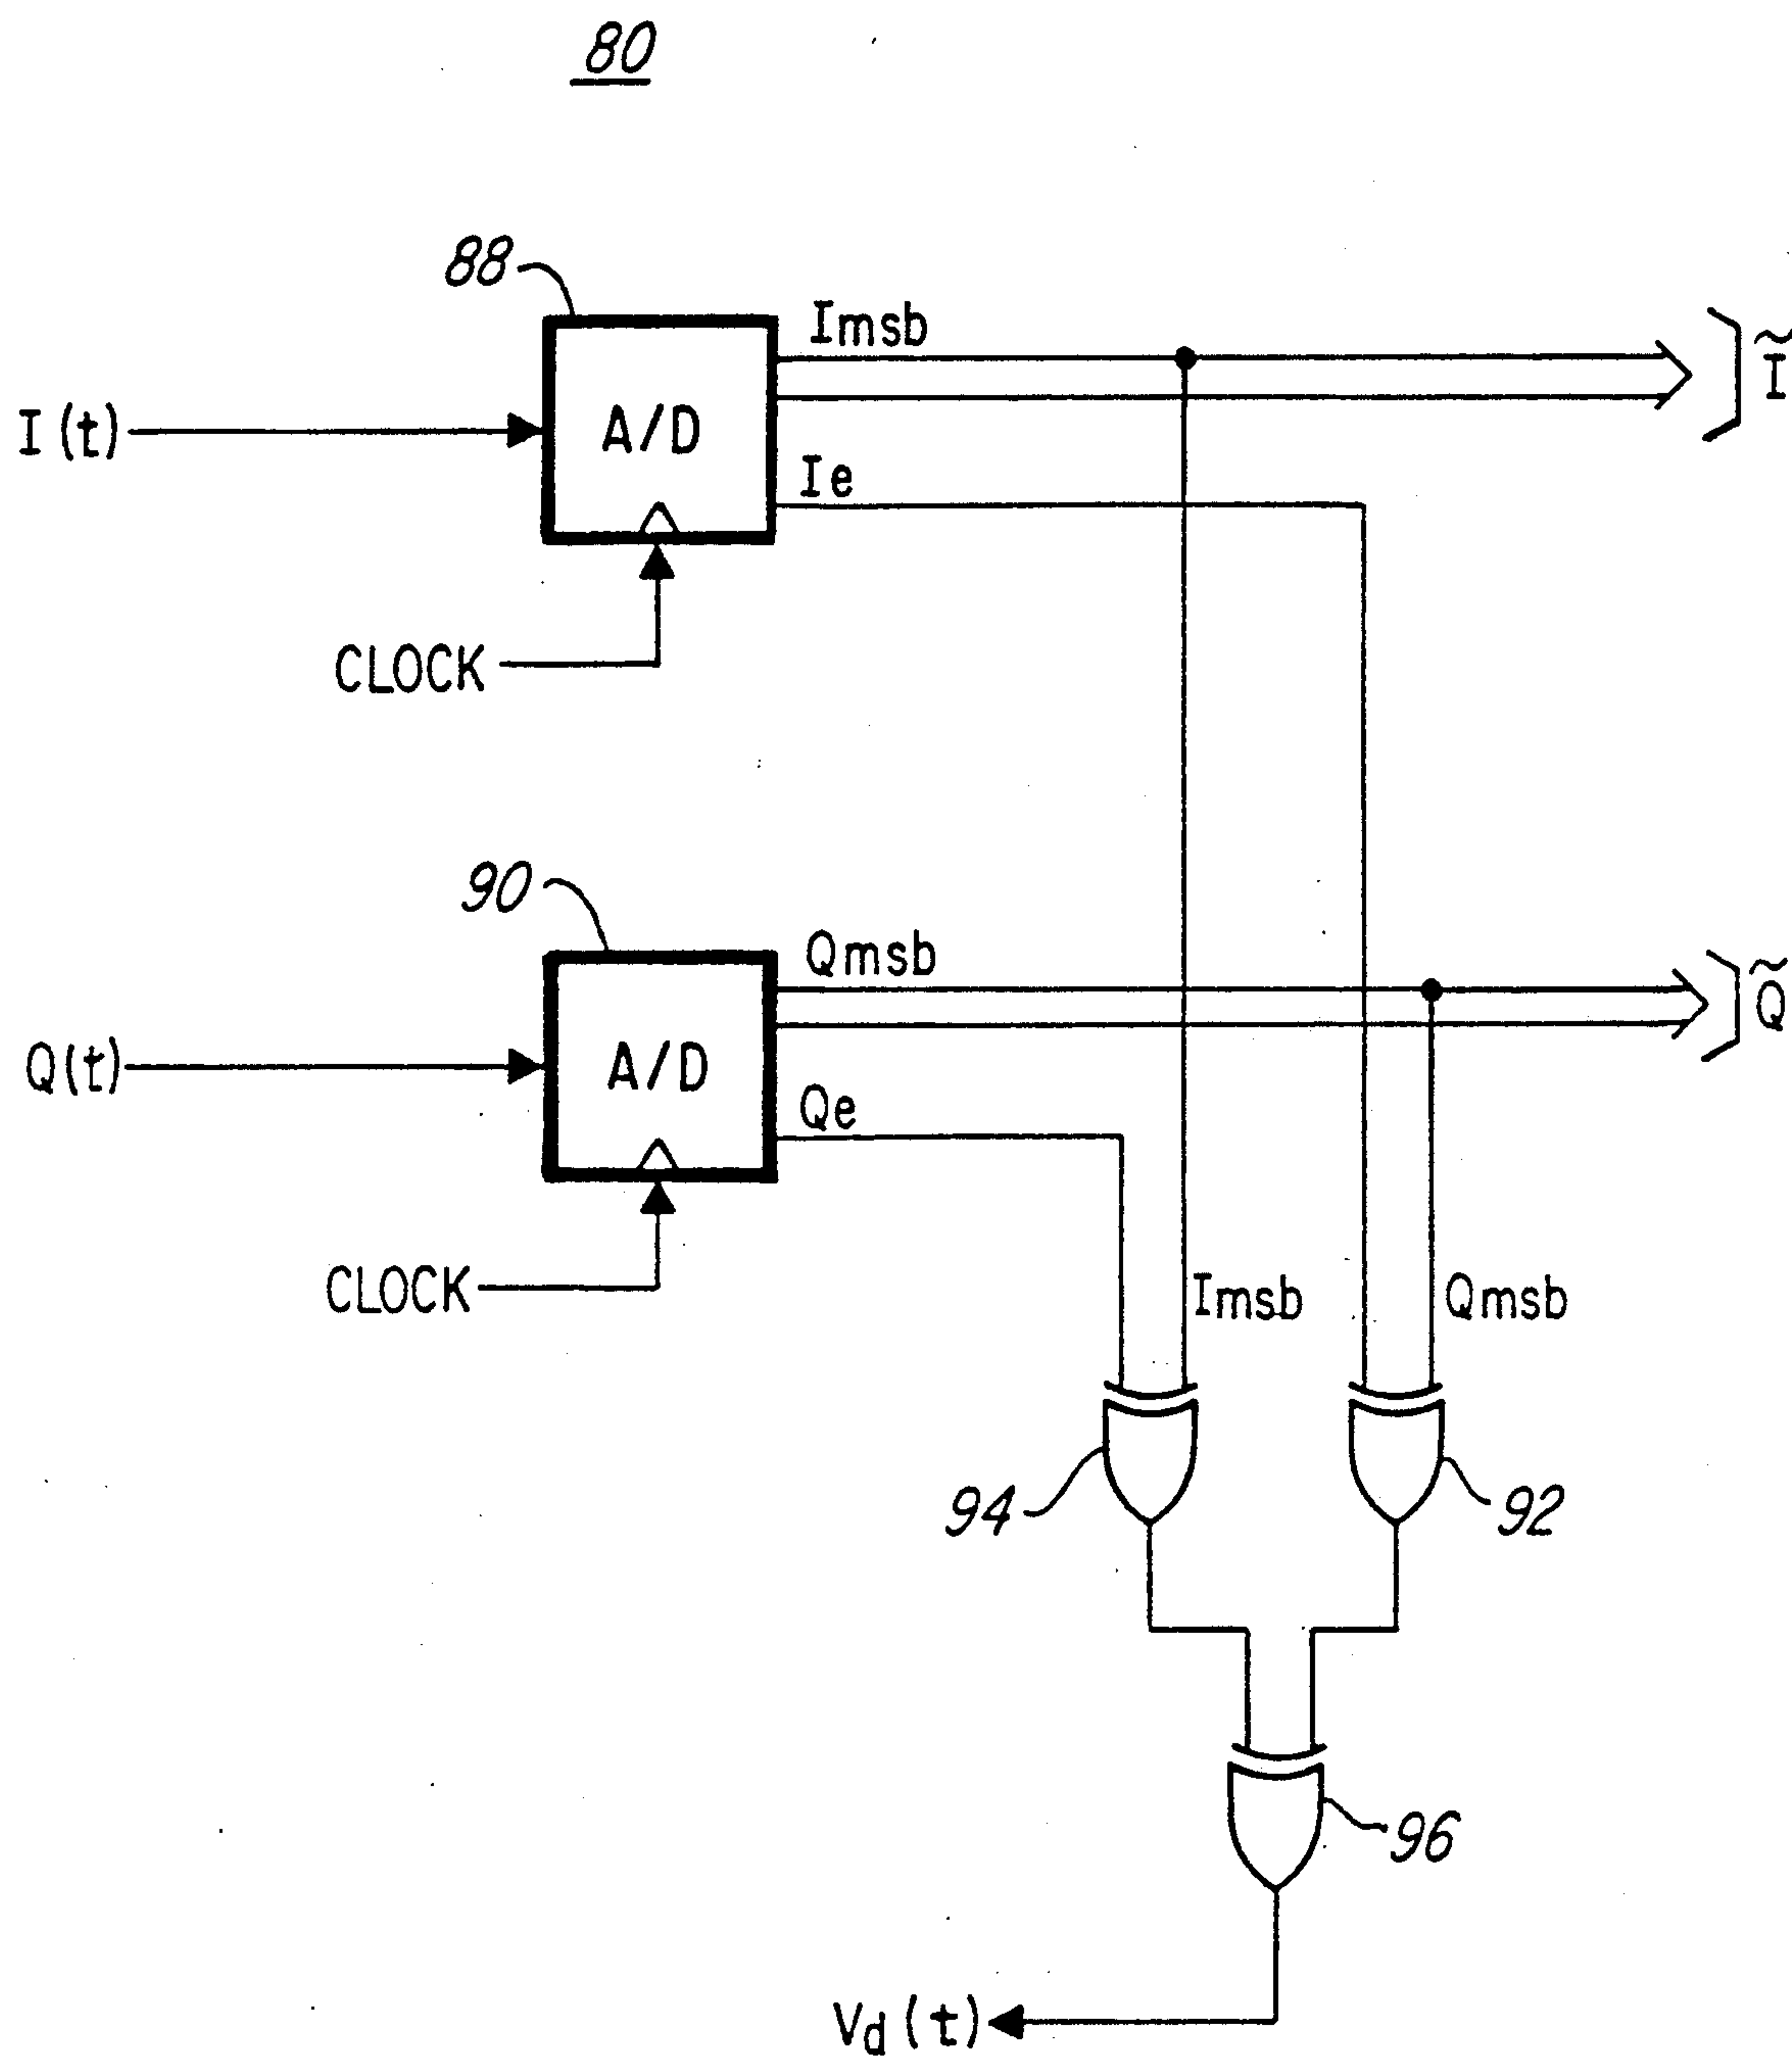 80
88
Imsb
Ĩ
I(t)
A/D
Ie
CLOCK
90
Qmsb
Q̃
Q(t)
A/D
Qe
CLOCK
Imsb
Qmsb
94
92
96
Vd(t)